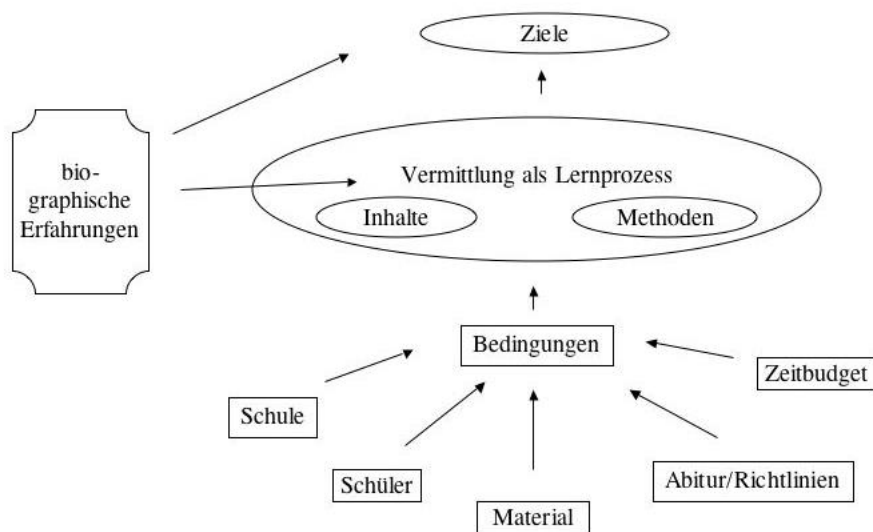 Ziele
bio-
graphische
Erfahrungen
Vermittlung als Lernprozess
Inhalte
Methoden
Bedingungen
Zeitbudget
Schule
Schüler
Abitur/Richtlinien
Material